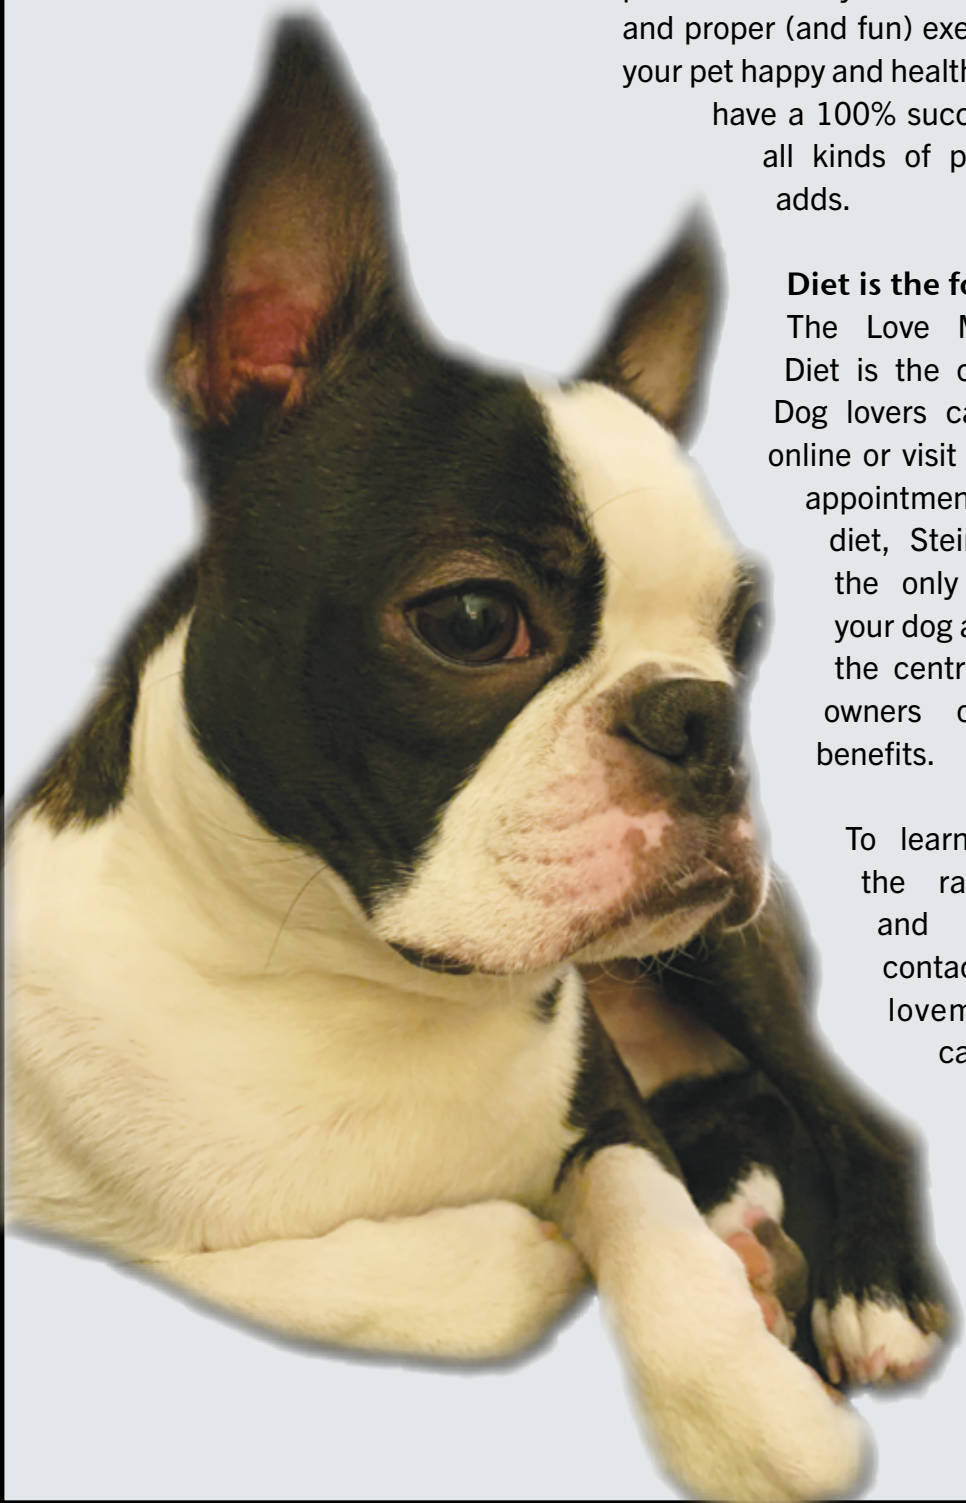 and proper (and fun) exe
your pet happy and health
have a 100% succ
all kinds of p
adds.
Diet is the fo
The Love M
Diet is the o
Dog lovers ca
online or visit
appointmen
diet, Stein
the only
your dog a
the centr
owners o
benefits.
To learn
the ra
and
contac
lovem
ca